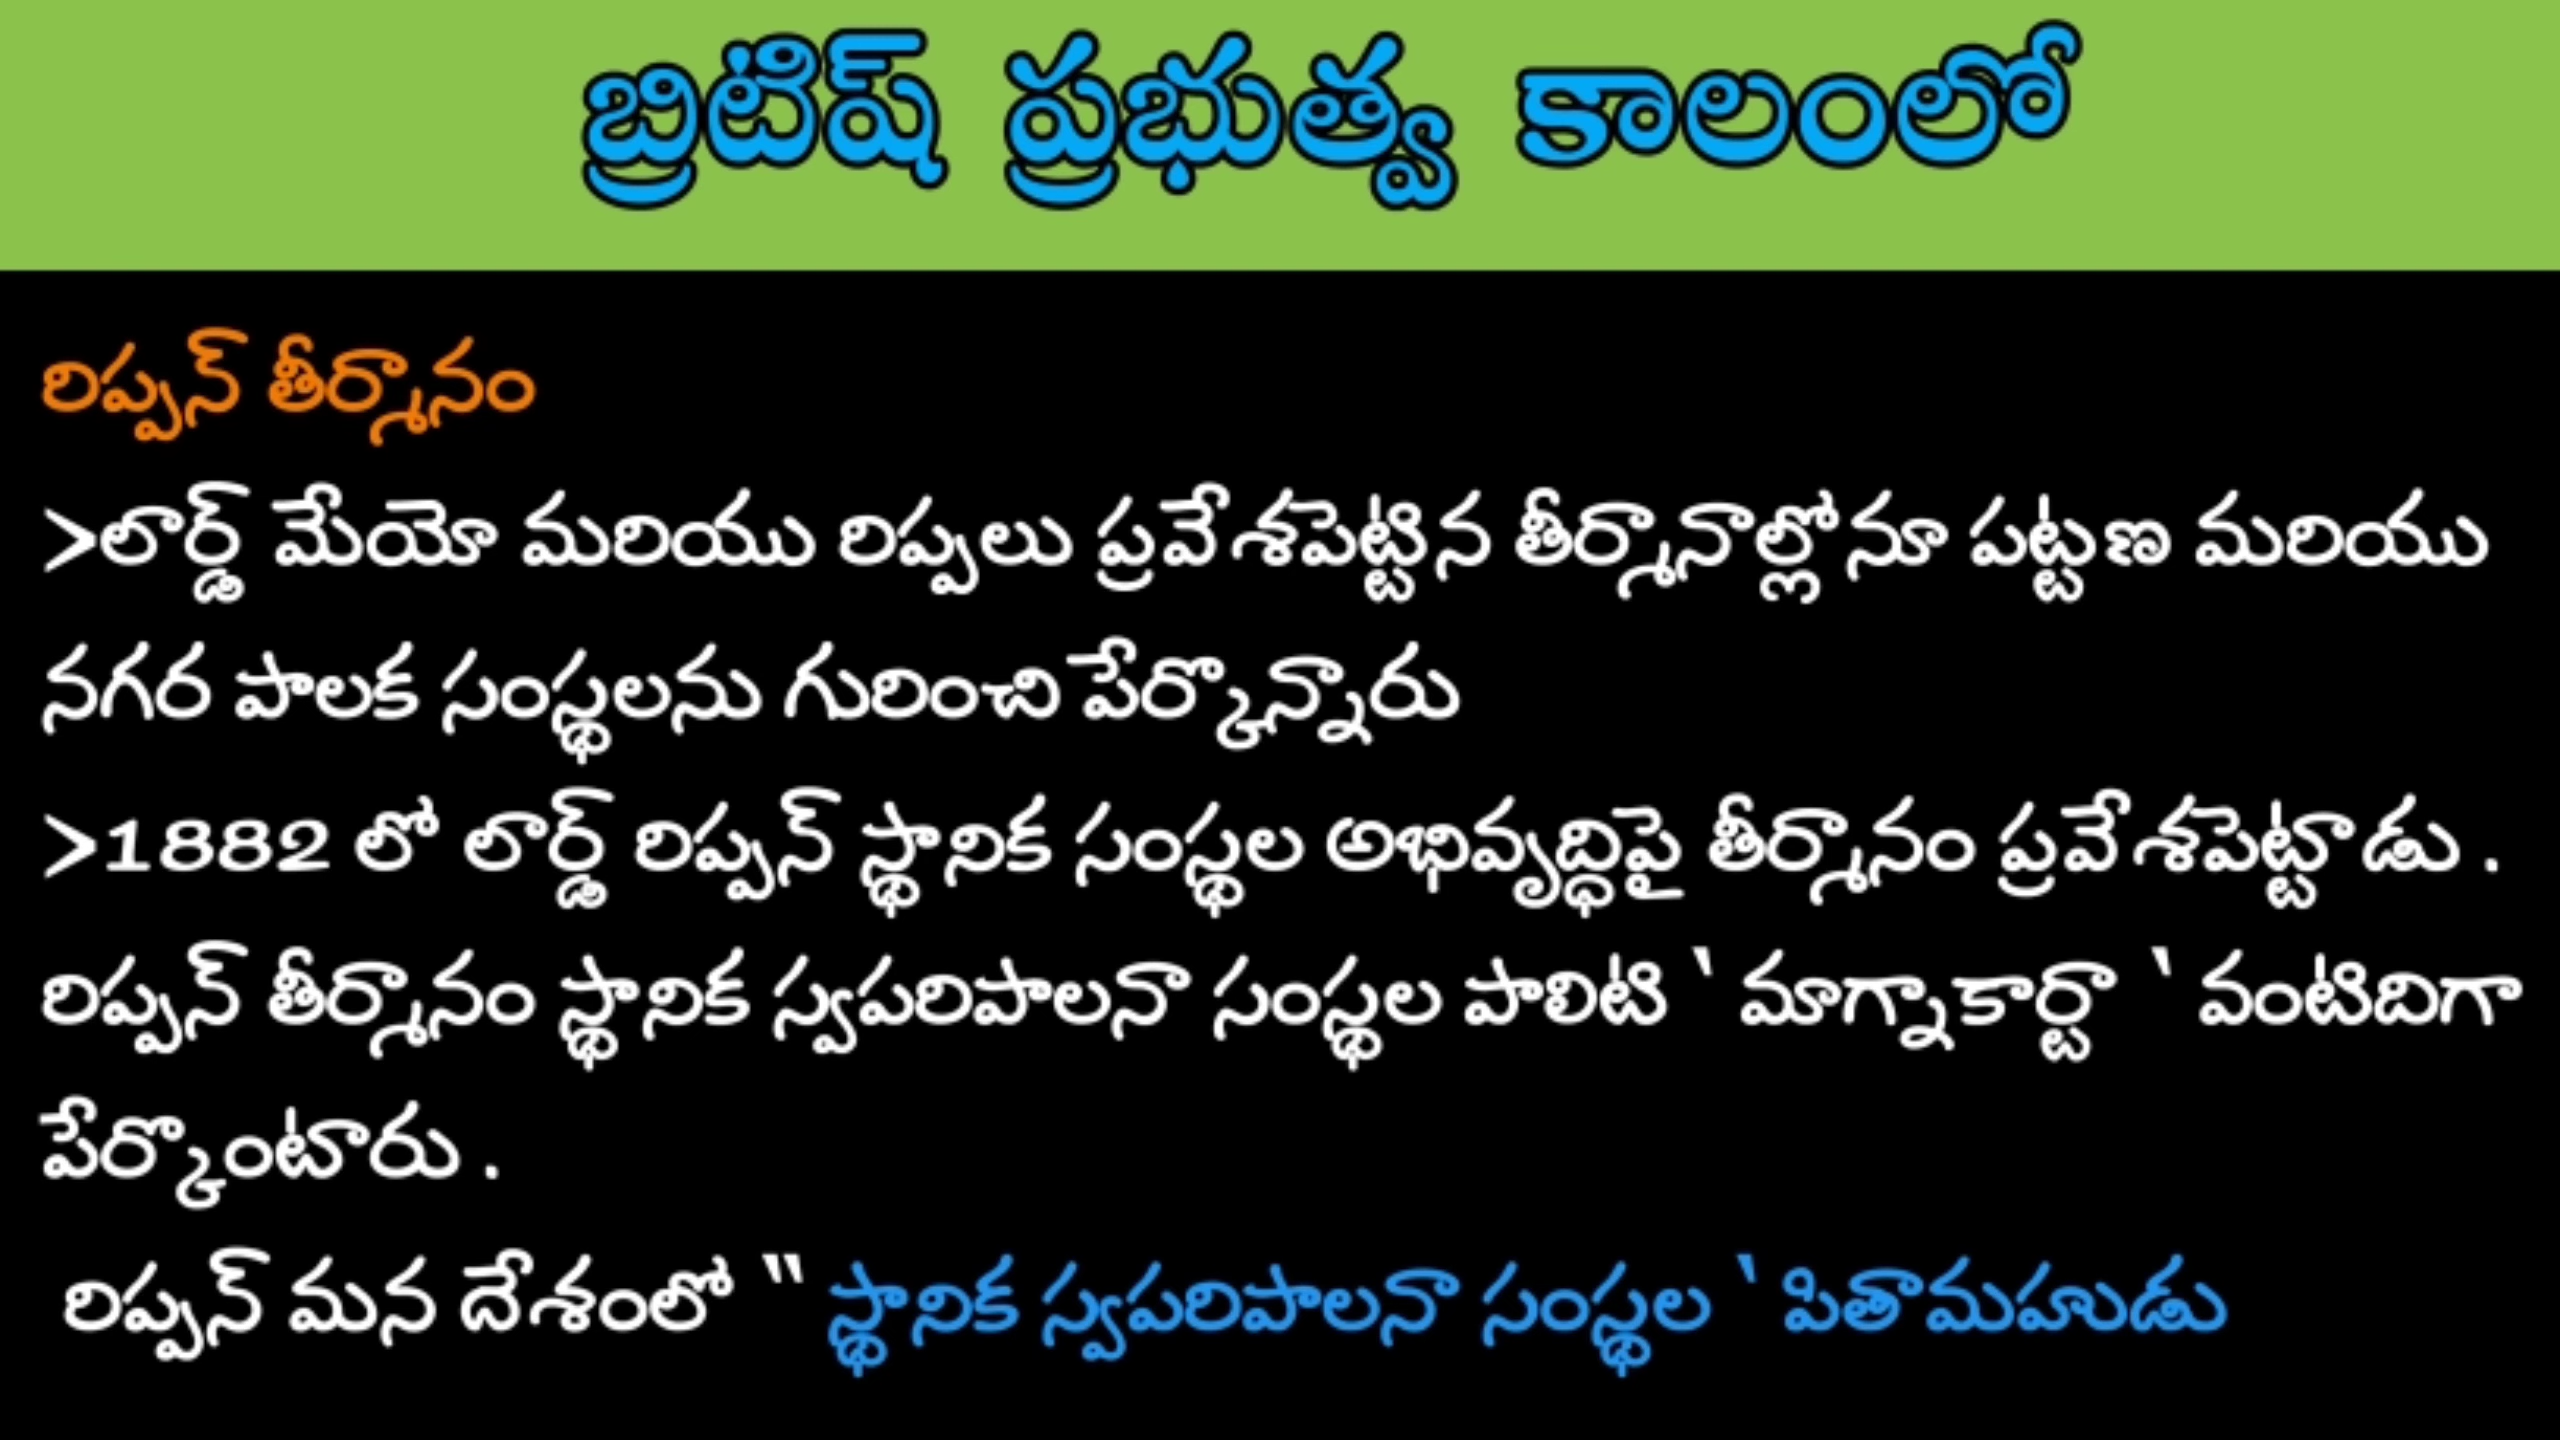 బ్రిటిష్ ప్రభుత్వ కాలంలో
రిప్పన్ తీర్మానం
>లార్డ్ మేయో మరియు రిప్పలు ప్రవేశపెట్టిన తీర్మానాల్లోనూ పట్టణ మరియు
నగర పాలక సంస్థలను గురించి పేర్కొన్నారు
>1882 లో లార్డ్ రిప్పన్ స్థానిక సంస్థల అభివృద్ధిపై తీర్మానం ప్రవేశపెట్టాడు .
రిప్పన్ తీర్మానం స్థానిక స్వపరిపాలనా సంస్థల పాలిటి ` మాగ్నాకార్టా ` వంటిదిగా
పేర్కొంటారు .
రిప్పన్ మన దేశంలో `` స్థానిక స్వపరిపాలనా సంస్థల ` పితామహుడు